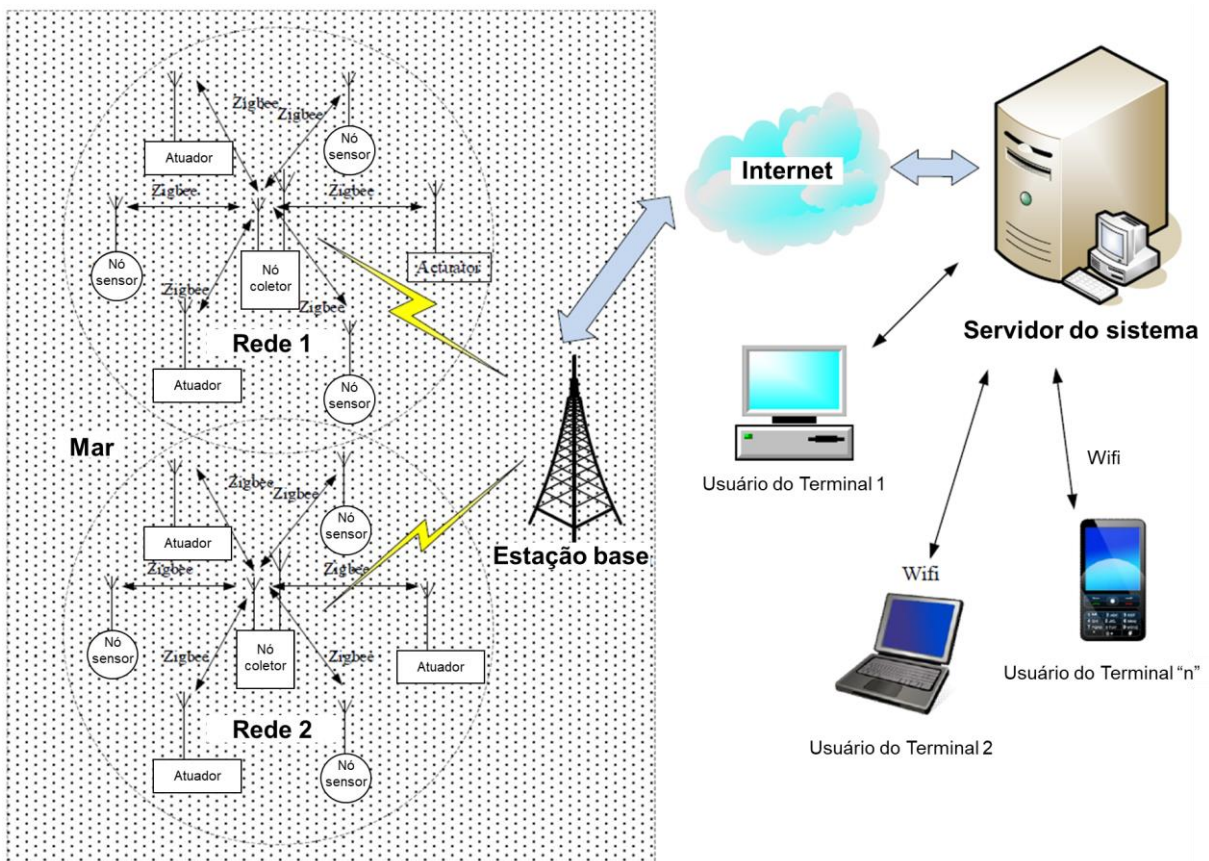 Zigbee
Zigbee
Atuador
Nó
sensor
Zigbee
Zigbee
Nó
sensor
Nó
coletor
Actuator
Zigbee
Zigbee
Rede 1
Atuador
Nó
sensor
Mar
Zigbee
Zigbee
Atuador
Nó
sensor
Zigbee
Zigbee
Nó
sensor
Nó
coletor
Atuador
Zigbee
Zigbee
Rede 2
Atuador
Nó
sensor
Estação base
Internet
Servidor do sistema
Usuário do Terminal 1
Wifi
Wifi
Usuário do Terminal “n”
Usuário do Terminal 2